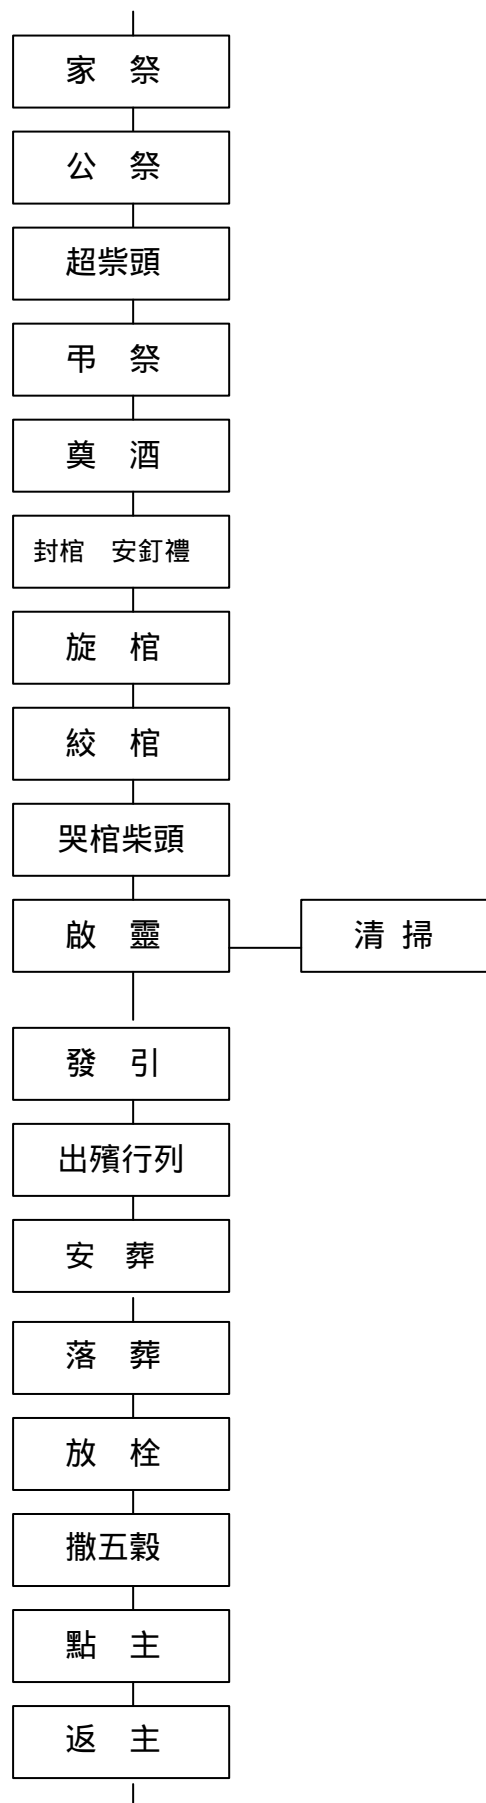 家　祭
公　祭
超祡頭
弔　祭
奠　酒
封棺　安釘禮
旋　棺
絞　棺
哭棺柴頭
啟　靈
清 掃
發　引
出殯行列
安　葬
落　葬
放　栓
撒五穀
點　主
返　主